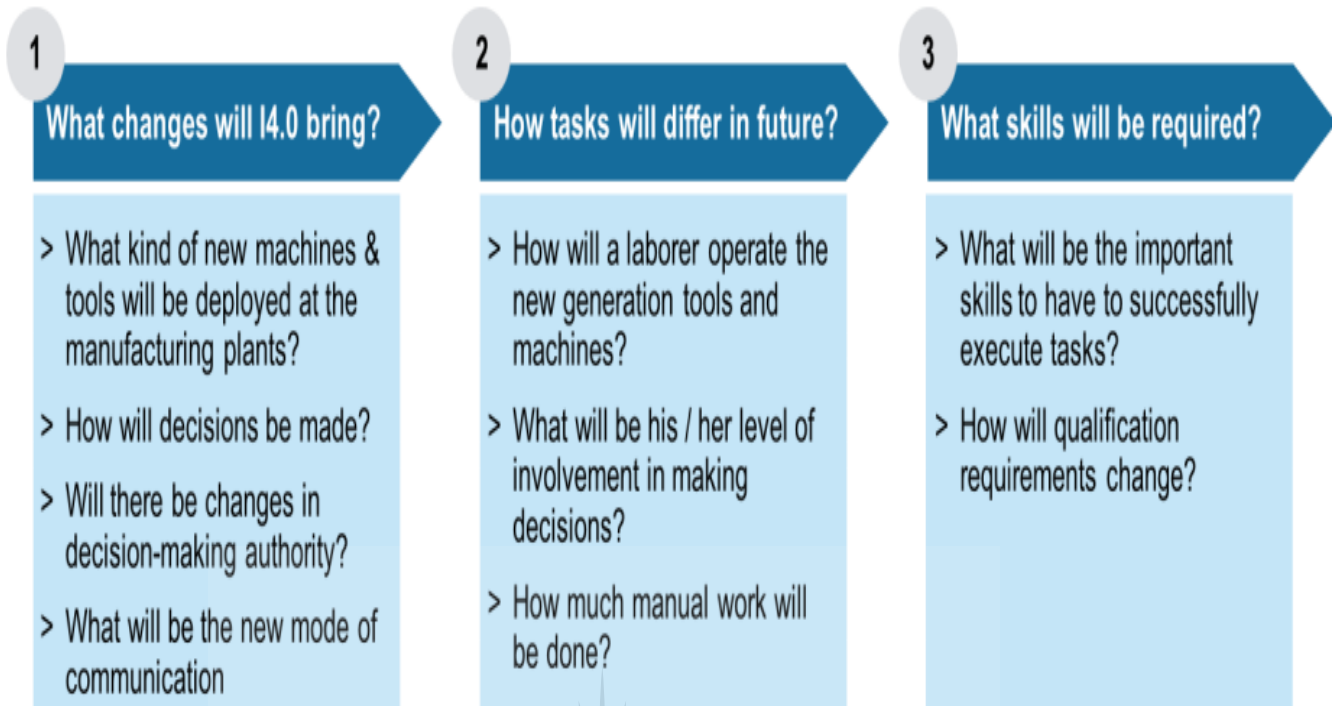 1
What changes will I4.0 bring?
> What kind of new machines &
tools will be deployed at the
manufacturing plants?
> How will decisions be made?
> Will there be changes in
decision-making authority?
> What will be the new mode of
communication
2
How tasks will differ in future?
> How will a laborer operate the
new generation tools and
machines?
> What will be his / her level of
involvement in making
decisions?
> How much manual work will
be done?
3
What skills will be required?
> What will be the important
skills to have to successfully
execute tasks?
> How will qualification
requirements change?